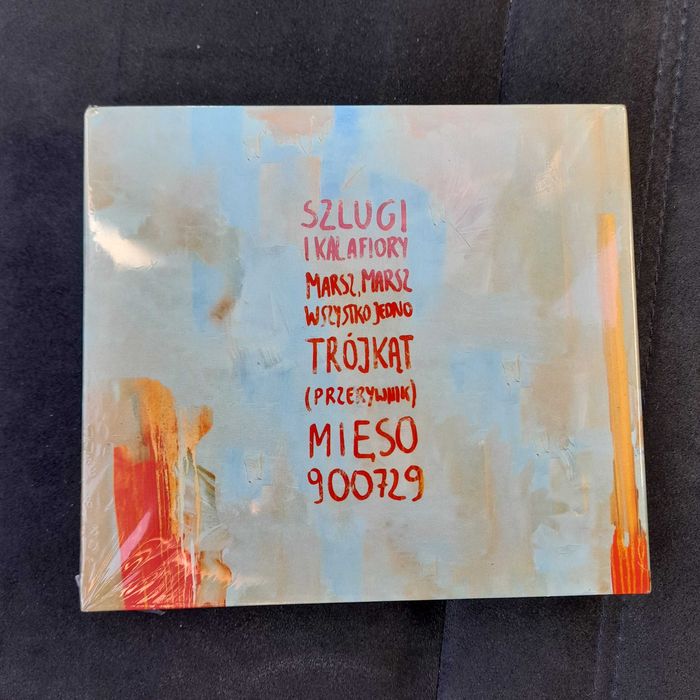 SZLUGI
I KALAFIORY
MARSZ, MARSZ
WSZYSTKO JEDNO
TRÓJKĄT
(PRZERYWNIK)
MIĘSO
900729